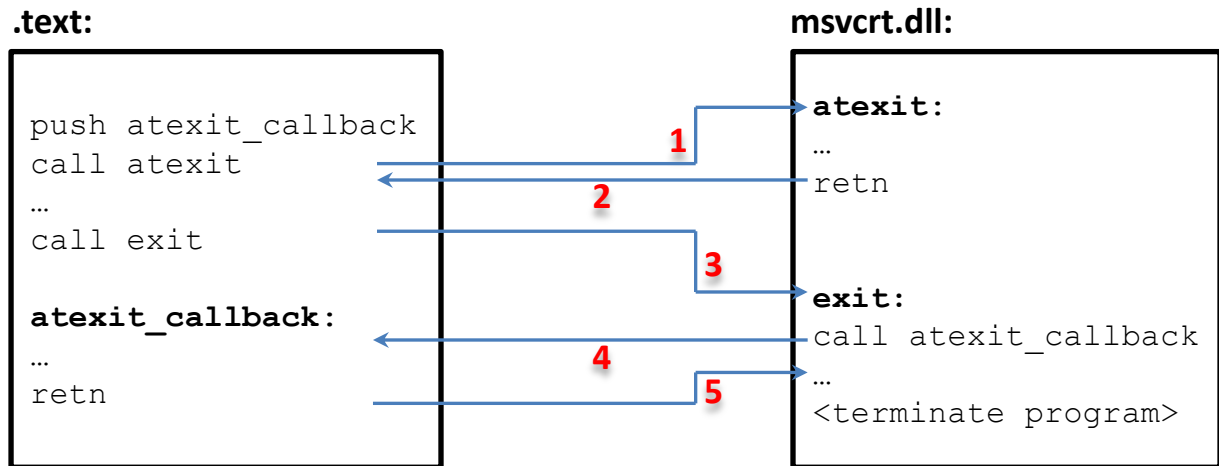 .text:
push atexit_callback
call atexit
…
call exit
atexit_callback:
…
retn
1
2
3
4
5
msvcrt.dll:
atexit:
…
retn
exit:
call atexit_callback
…
<terminate program>